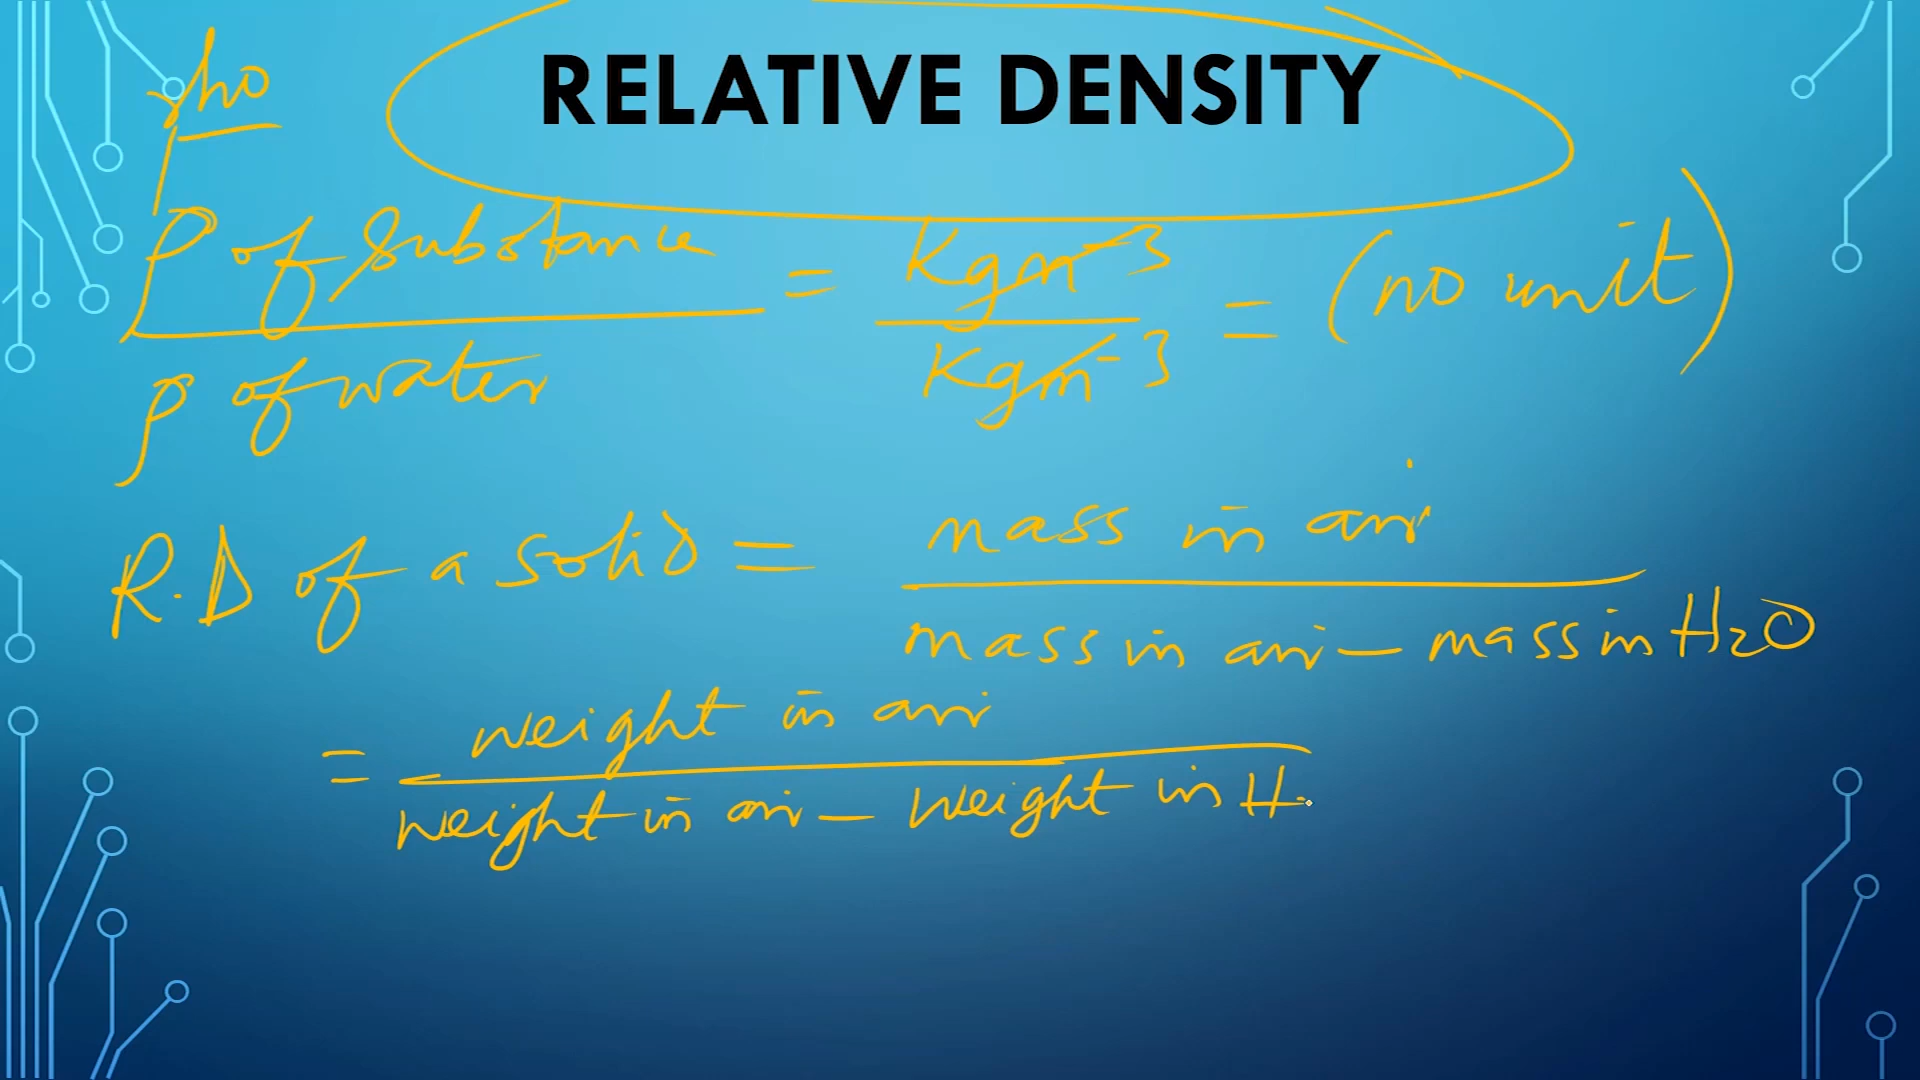 RELATIVE DENSITY
rho
ρ of substance / ρ of water = Kgm-3 / Kgm-3 = (no unit)
R.D of a solid = mass in air / mass in air - mass in H2O
= weight in air / weight in air - weight in H